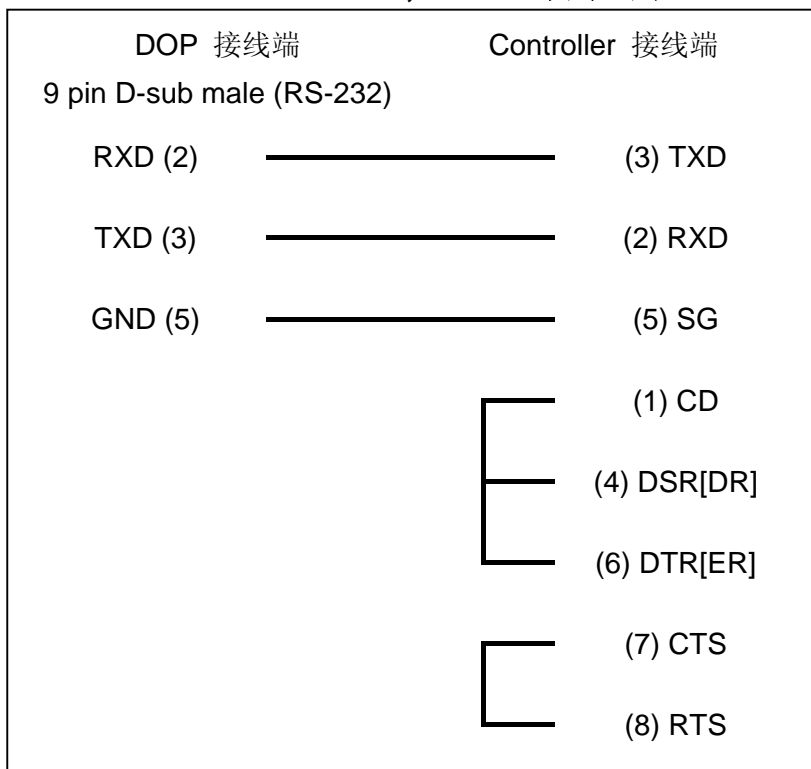 DOP 接线端 Controller 接线端
9 pin D-sub male (RS-232)
RXD (2) (3) TXD
TXD (3) (2) RXD
GND (5) (5) SG
(1) CD
(4) DSR[DR]
(6) DTR[ER]
(7) CTS
(8) RTS